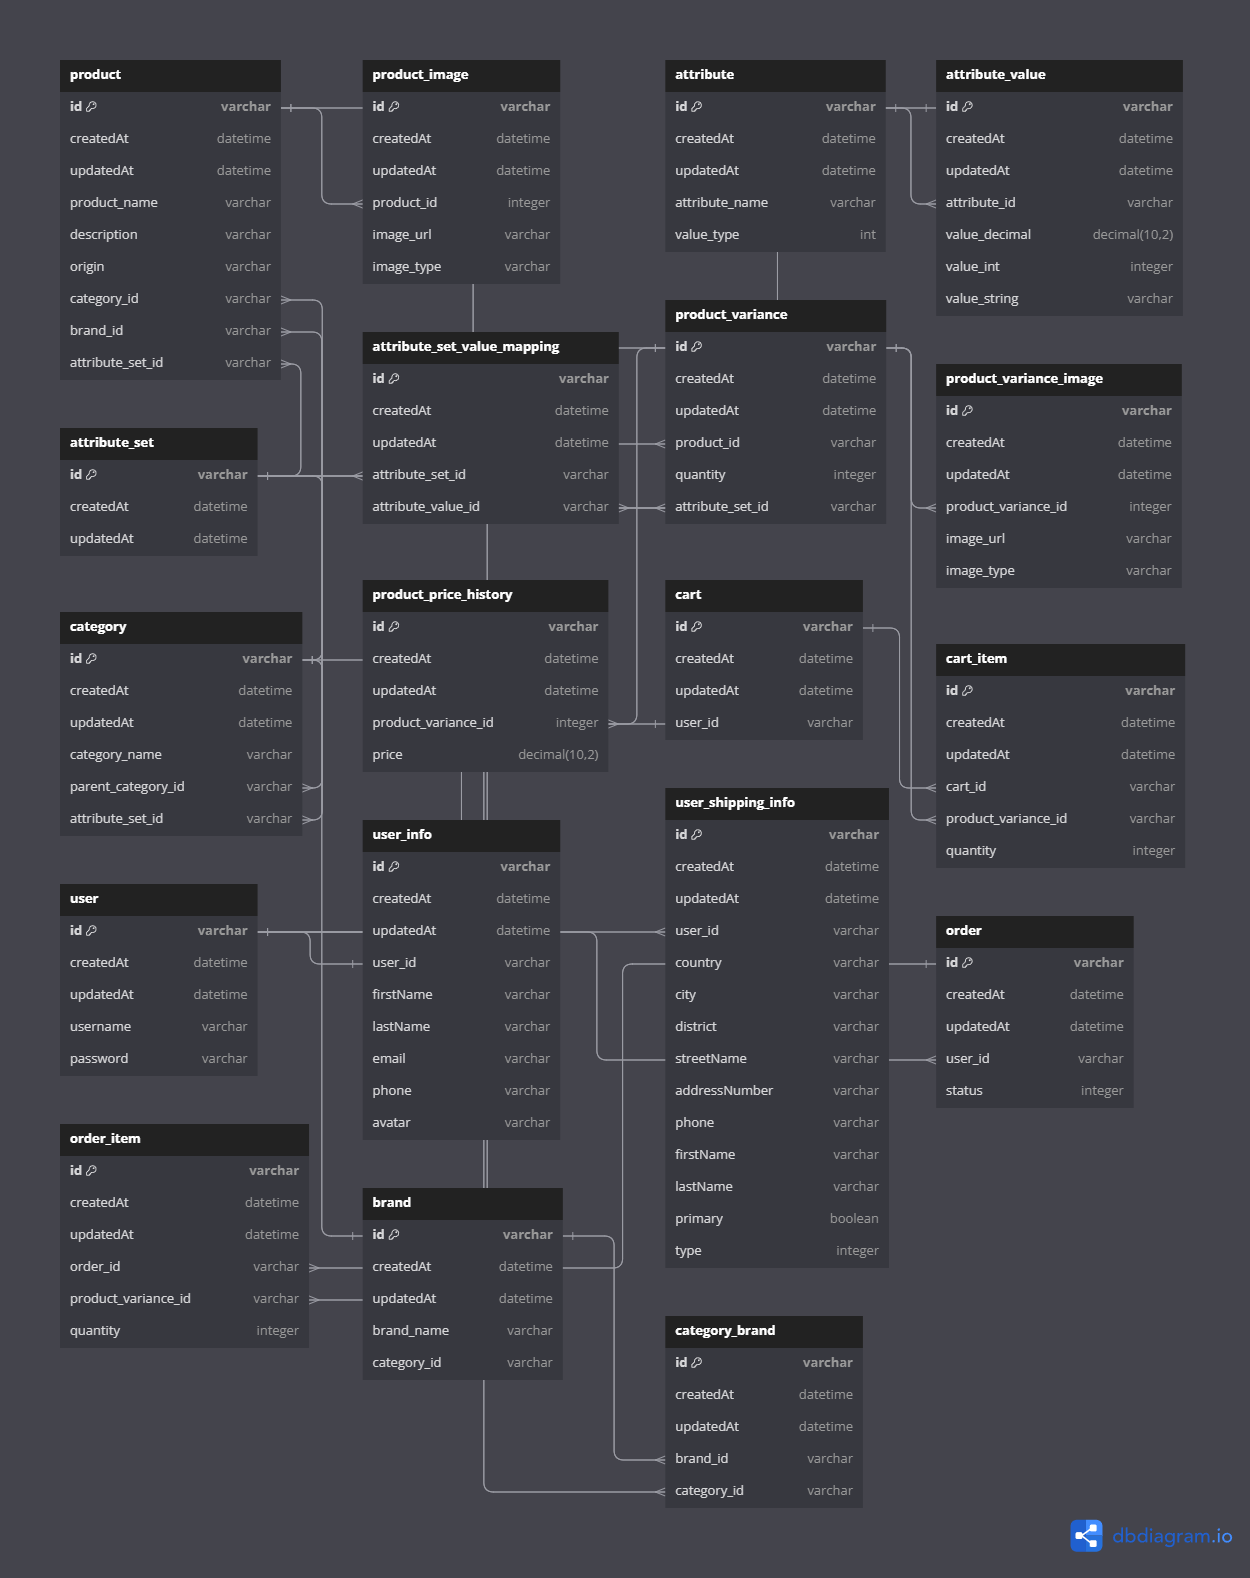 product
id varchar
createdAt datetime
updatedAt datetime
product_name varchar
description varchar
origin varchar
category_id varchar
brand_id varchar
attribute_set_id varchar
product_image
id varchar
createdAt datetime
updatedAt datetime
product_id integer
image_url varchar
image_type varchar
attribute
id varchar
createdAt datetime
updatedAt datetime
attribute_name varchar
value_type int
attribute_value
id varchar
createdAt datetime
updatedAt datetime
attribute_id varchar
value_decimal decimal(10,2)
value_int integer
value_string varchar
attribute_set
id varchar
createdAt datetime
updatedAt datetime
attribute_set_value_mapping
id varchar
createdAt datetime
updatedAt datetime
attribute_set_id varchar
attribute_value_id varchar
product_variance
id varchar
createdAt datetime
updatedAt datetime
product_id varchar
quantity integer
attribute_set_id varchar
product_variance_image
id varchar
createdAt datetime
updatedAt datetime
product_variance_id integer
image_url varchar
image_type varchar
category
id varchar
createdAt datetime
updatedAt datetime
category_name varchar
parent_category_id varchar
attribute_set_id varchar
product_price_history
id varchar
createdAt datetime
updatedAt datetime
product_variance_id integer
price decimal(10,2)
cart
id varchar
createdAt datetime
updatedAt datetime
user_id varchar
cart_item
id varchar
createdAt datetime
updatedAt datetime
cart_id varchar
product_variance_id varchar
quantity integer
user
id varchar
createdAt datetime
updatedAt datetime
username varchar
password varchar
user_info
id varchar
createdAt datetime
updatedAt datetime
user_id varchar
firstName varchar
lastName varchar
email varchar
phone varchar
avatar varchar
user_shipping_info
id varchar
createdAt datetime
updatedAt datetime
user_id varchar
country varchar
city varchar
district varchar
streetName varchar
addressNumber varchar
phone varchar
firstName varchar
lastName varchar
primary boolean
type integer
order
id varchar
createdAt datetime
updatedAt datetime
user_id varchar
status integer
order_item
id varchar
createdAt datetime
updatedAt datetime
order_id varchar
product_variance_id varchar
quantity integer
brand
id varchar
createdAt datetime
updatedAt datetime
brand_name varchar
category_id varchar
category_brand
id varchar
createdAt datetime
updatedAt datetime
brand_id varchar
category_id varchar
dbdiagram.io